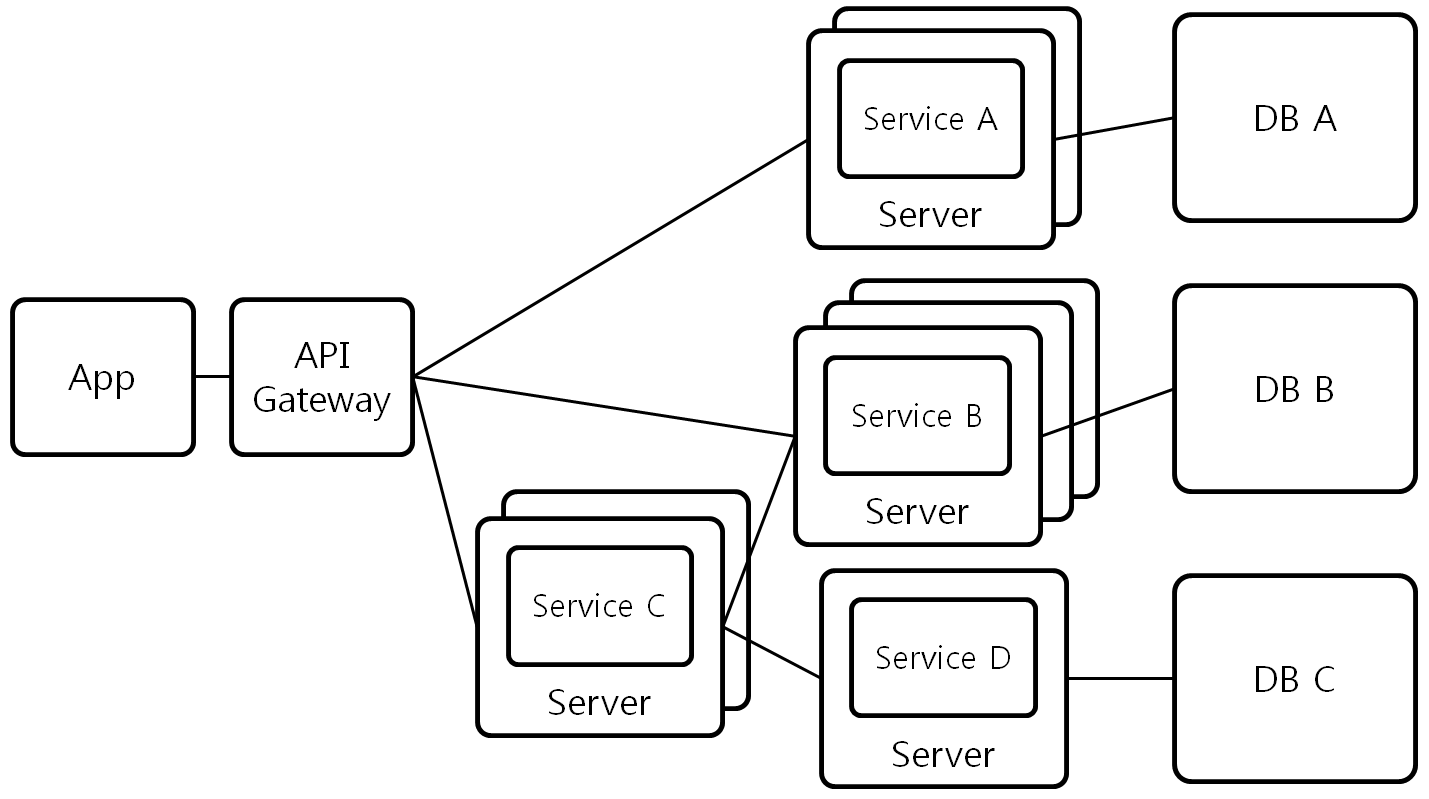 App
API
Gateway
Service A
Server
DB A
Service B
Server
DB B
Service C
Server
Service D
Server
DB C